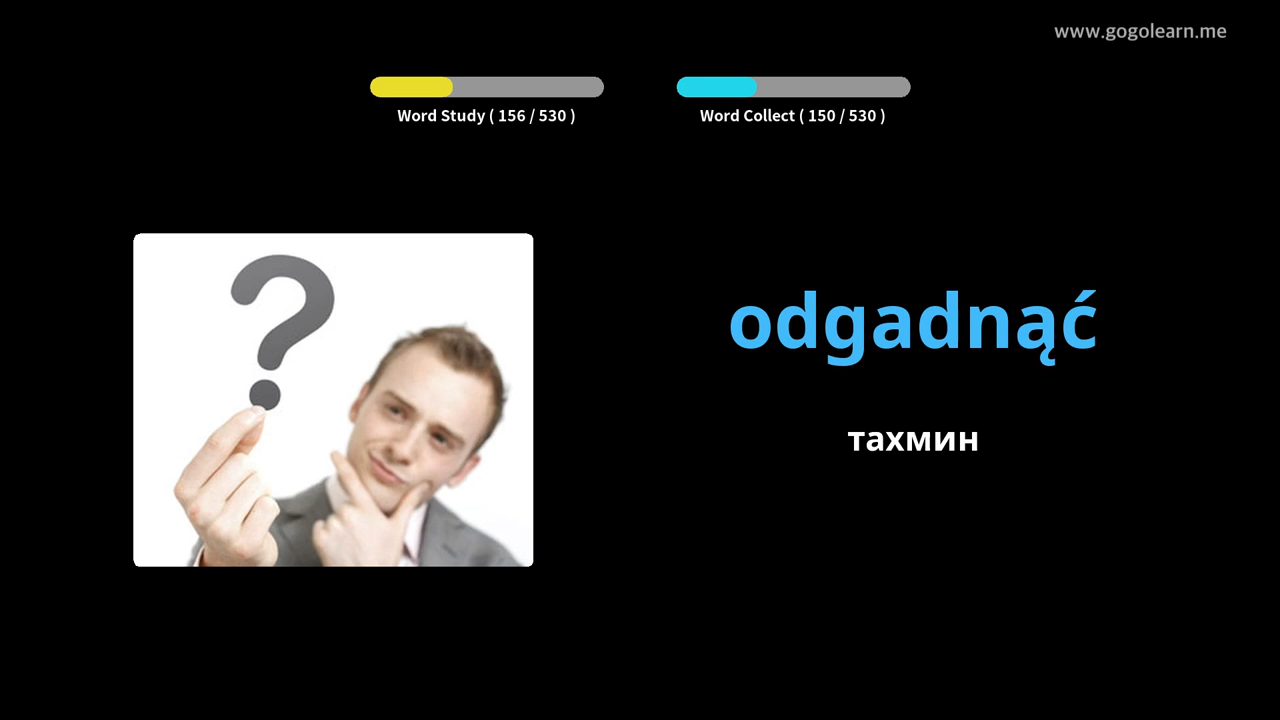 www.gogolearn.me
Word Study ( 156 / 530 )
Word Collect ( 150 / 530 )
odgadnąć
тахмин